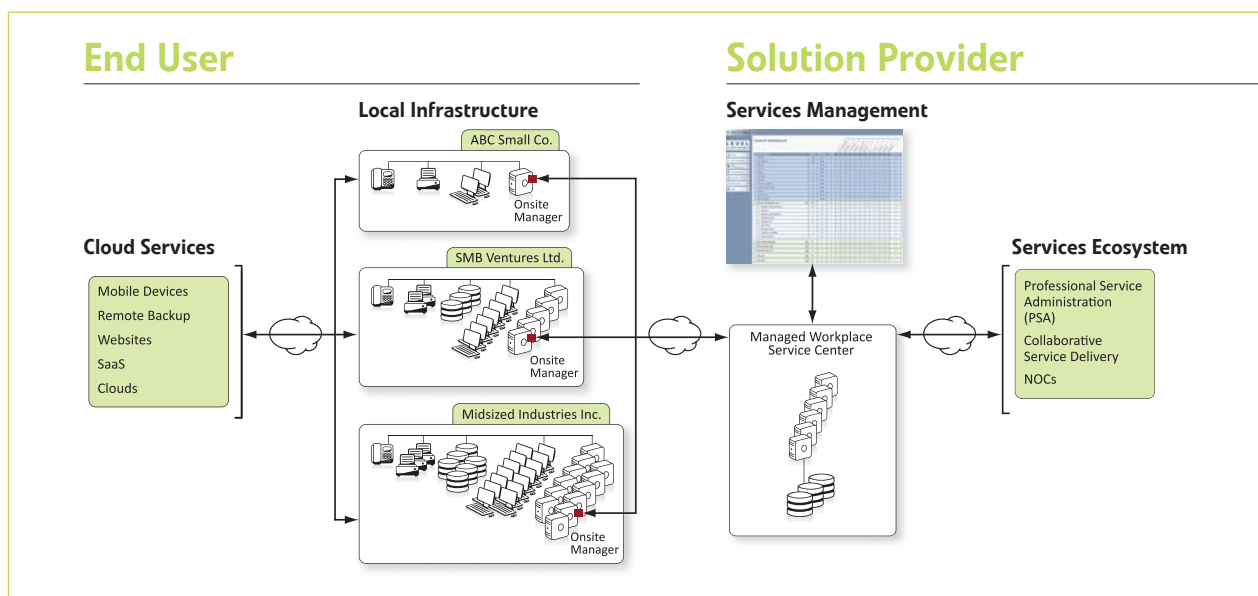 End User
Solution Provider
Local Infrastructure
Services Management
ABC Small Co.
Onsite
Manager
Cloud Services
Mobile Devices
Remote Backup
Websites
SaaS
Clouds
SMB Ventures Ltd.
Onsite
Manager
Midsized Industries Inc.
Onsite
Manager
LEVEL
Managed Workplace
Service Center
Services Ecosystem
Professional Service
Administration
(PSA)
Collaborative
Service Delivery
NOCs